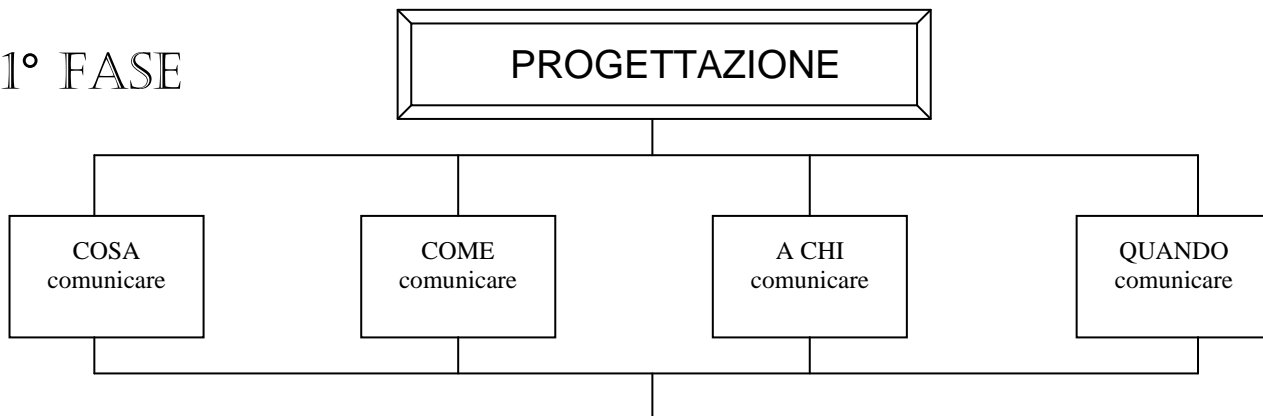 1° FASE
PROGETTAZIONE
COSA
comunicare
COME
comunicare
A CHI
comunicare
QUANDO
comunicare